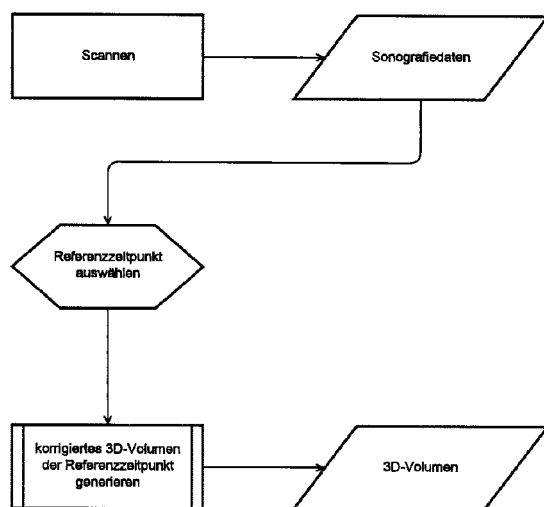 Scannen
Sonografiedaten
Referenzzeitpunkt
auswählen
korrigiertes 3D-Volumen
der Referenzzeitpunkt
generieren
3D-Volumen